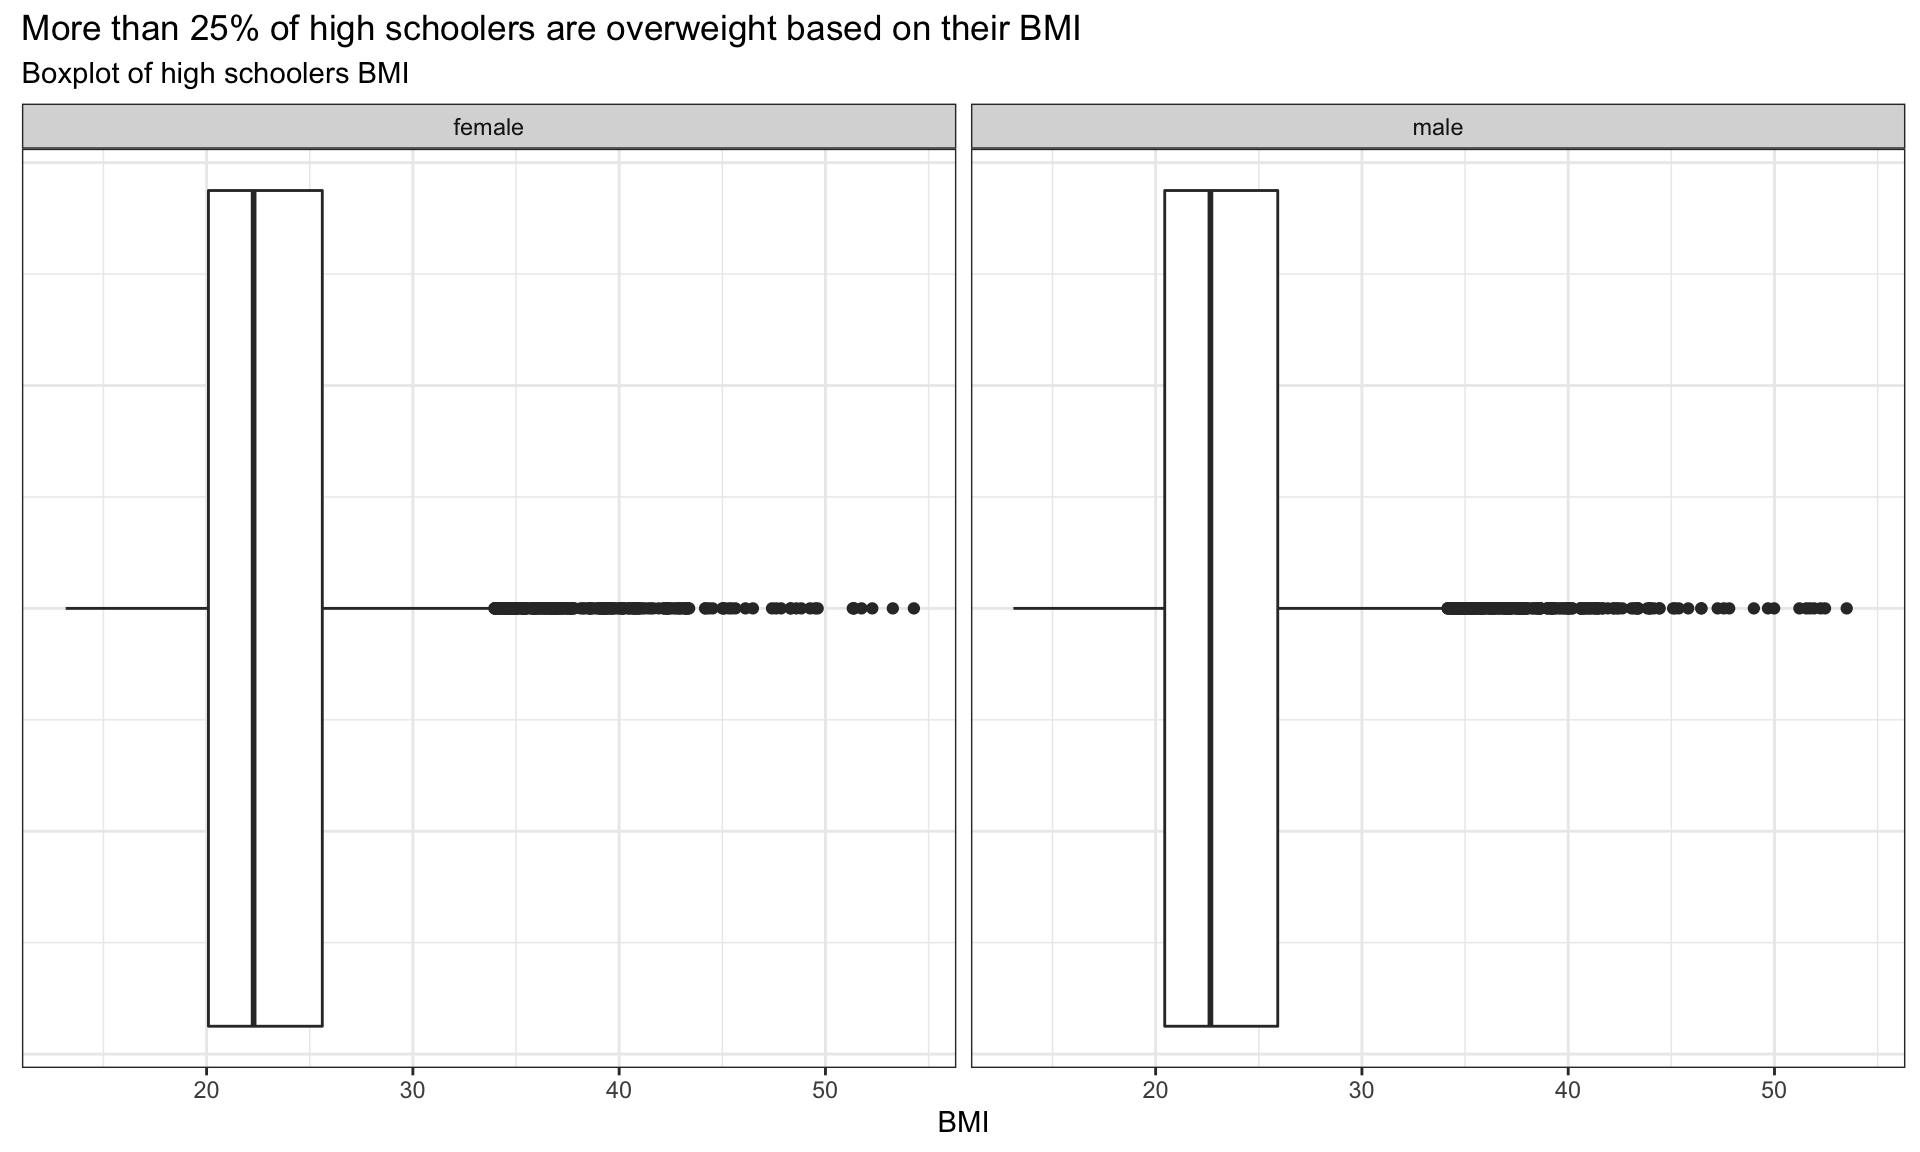 More than 25% of high schoolers are overweight based on their BMI
Boxplot of high schoolers BMI
female
male
20 30 40 50
20 30 40 50
BMI